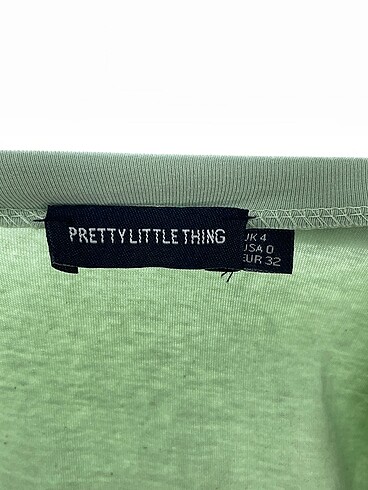 PRETTYLITTLETHING
UK 4
USA 0
EUR 32